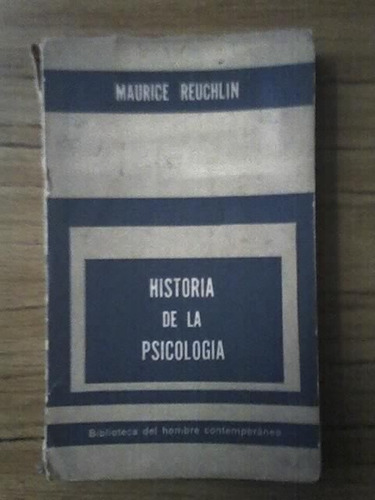 MAURICE REUCHLIN
HISTORIA
DE LA
PSICOLOGIA
Biblioteca del hombre contemporáneo